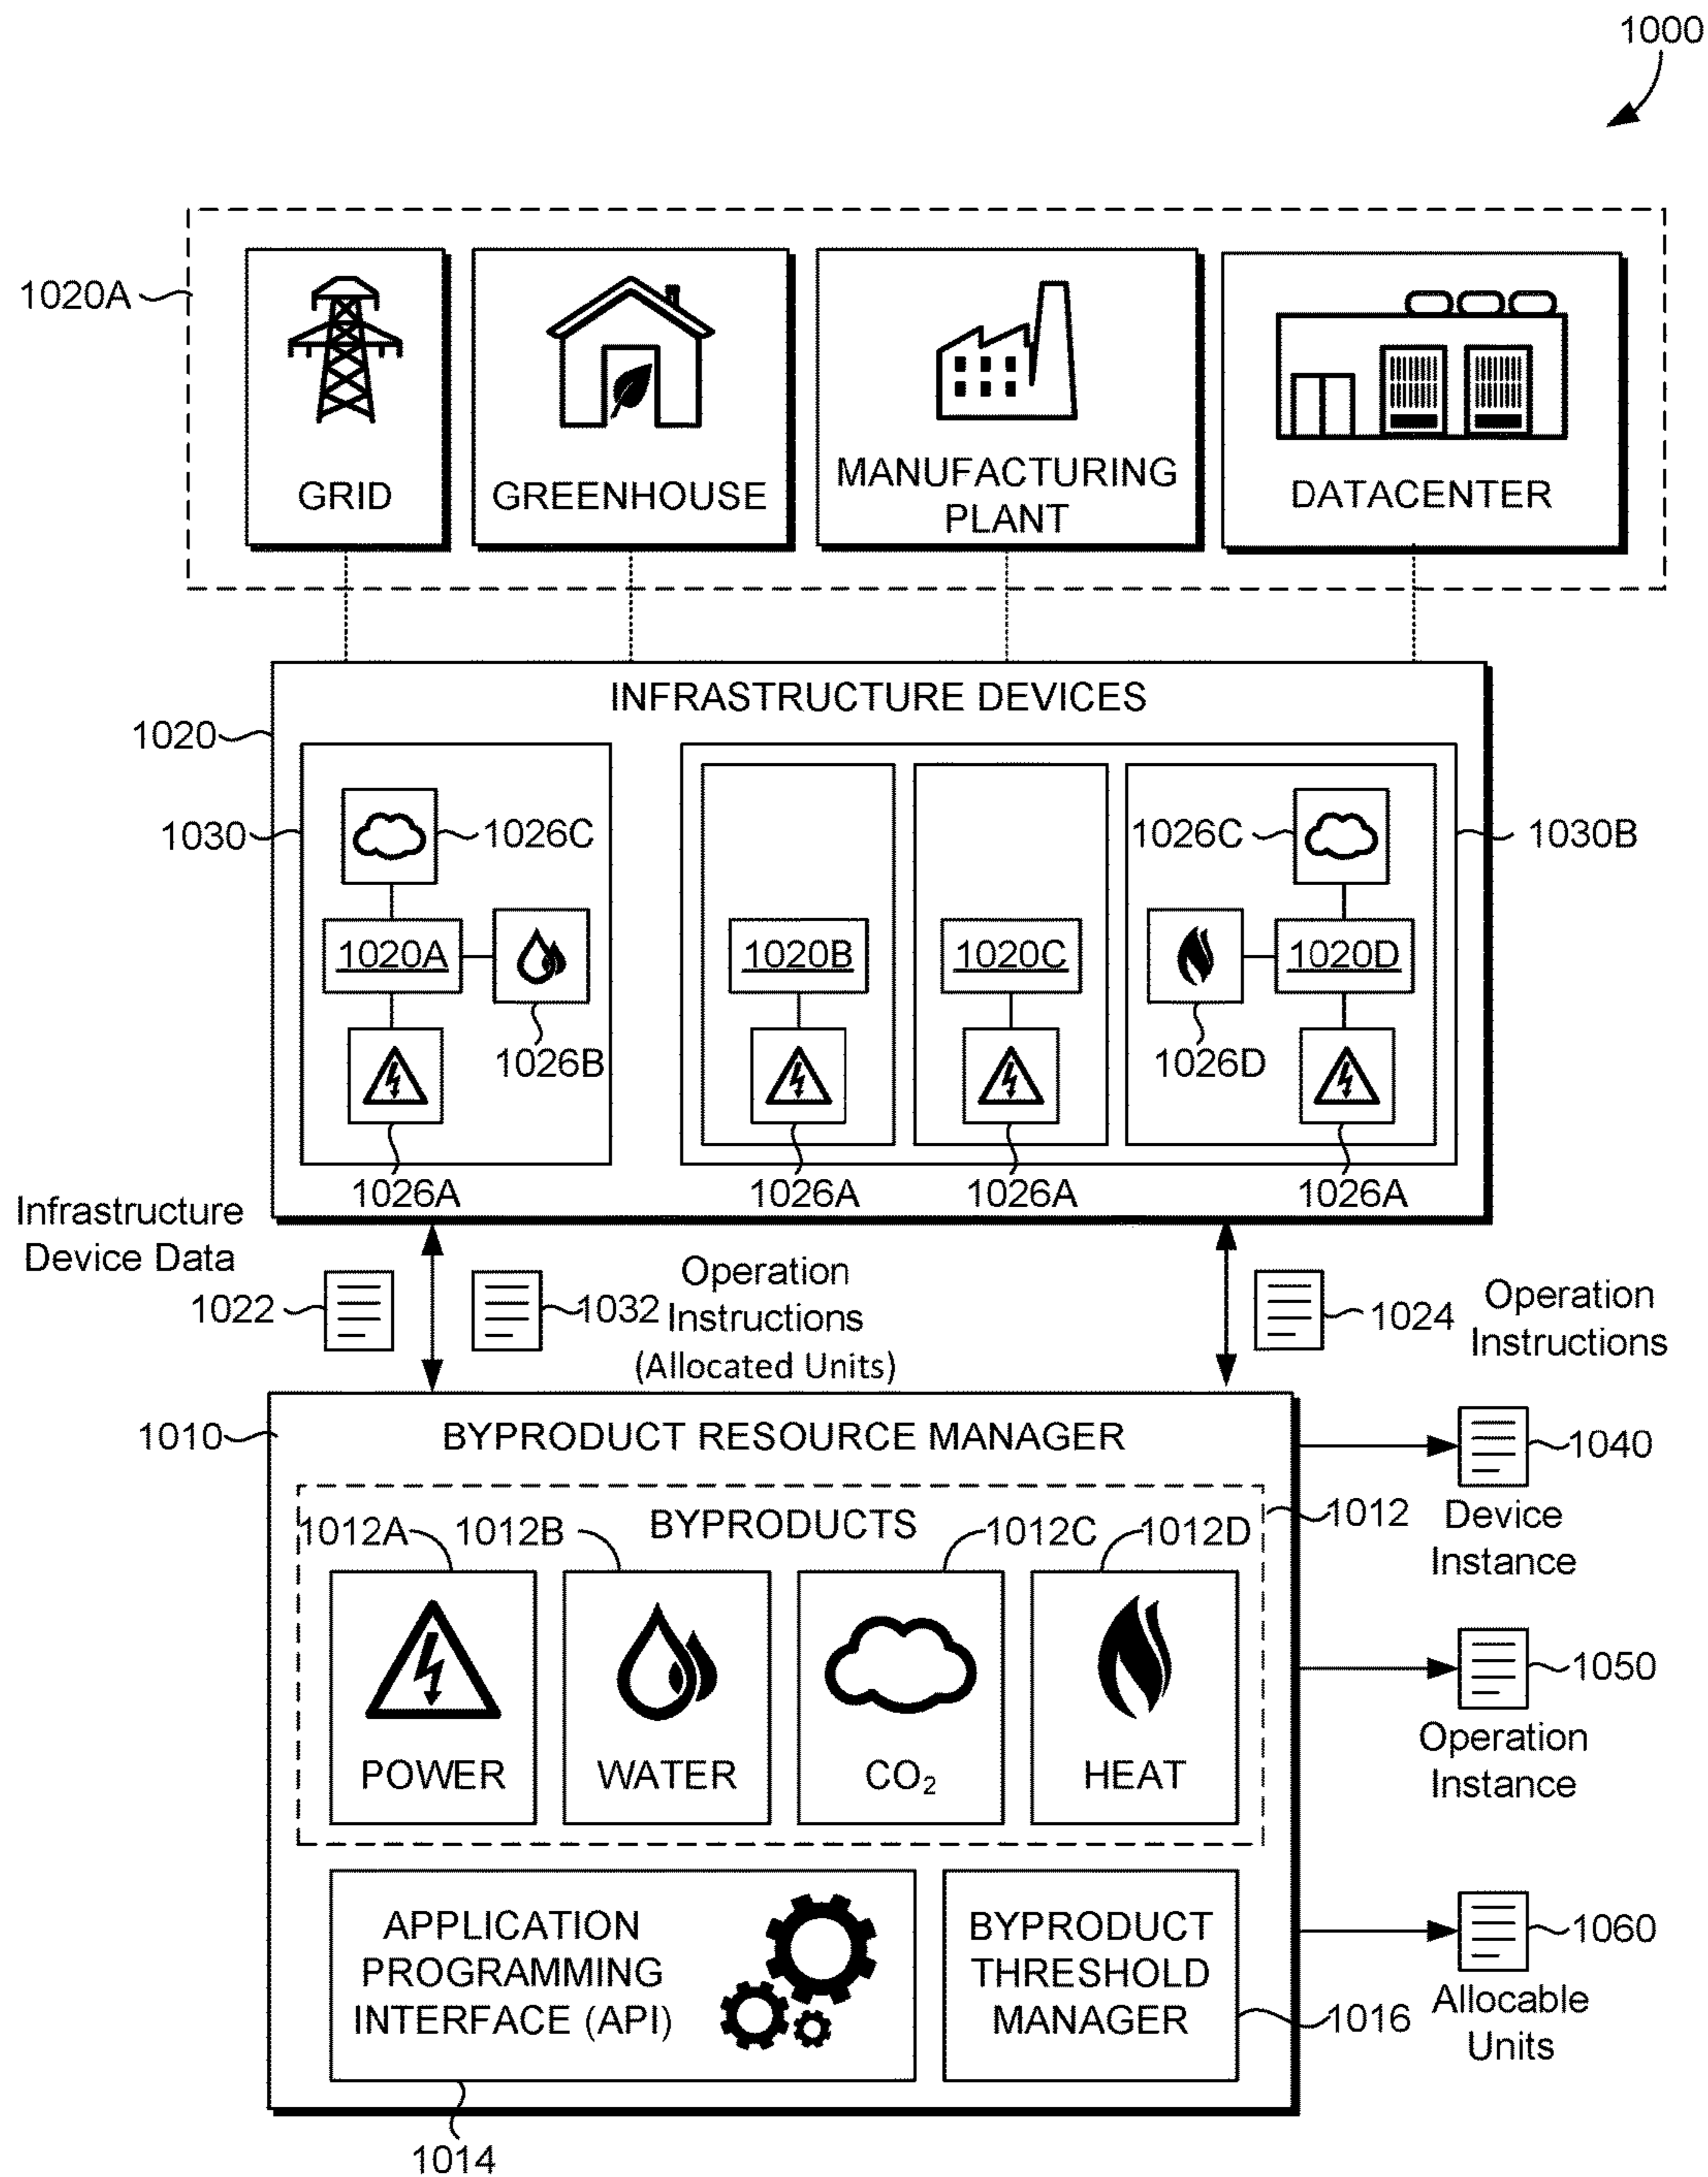 1000
1020A
GRID
GREENHOUSE
MANUFACTURING
PLANT
DATACENTER
INFRASTRUCTURE DEVICES
1020
1030
1026C
1026C
1030B
1020A
1020B
1020C
1020D
1026B
1026D
1026A
1026A
1026A
1026A
Infrastructure
Device Data
1022
1032
Operation
Instructions
(Allocated Units)
1024
Operation
Instructions
1010
BYPRODUCT RESOURCE MANAGER
1040
Device
Instance
BYPRODUCTS
1012
1012A
1012B
1012C
1012D
POWER
WATER
CO₂
HEAT
1050
Operation
Instance
APPLICATION
PROGRAMMING
INTERFACE (API)
BYPRODUCT
THRESHOLD
MANAGER
1060
Allocable
Units
1016
1014